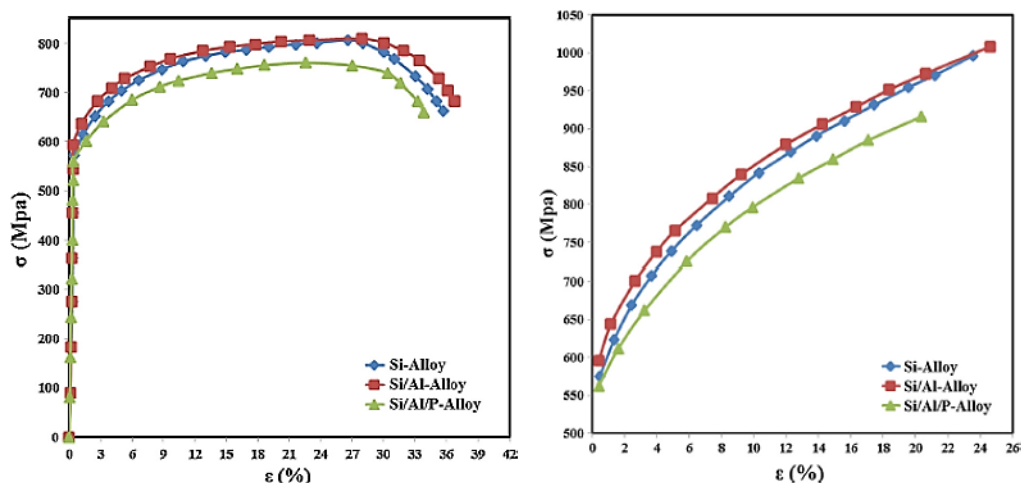 σ (Mpa)
800
700
600
500
400
300
200
100
0
0 3 6 9 12 15 18 21 24 27 30 33 36 39 42
ε (%)
Si-Alloy
Si/Al-Alloy
Si/Al/P-Alloy
σ (Mpa)
1050
1000
950
900
850
800
750
700
650
600
550
500
0 2 4 6 8 10 12 14 16 18 20 22 24 26
ε (%)
Si-Alloy
Si/Al-Alloy
Si/Al/P-Alloy